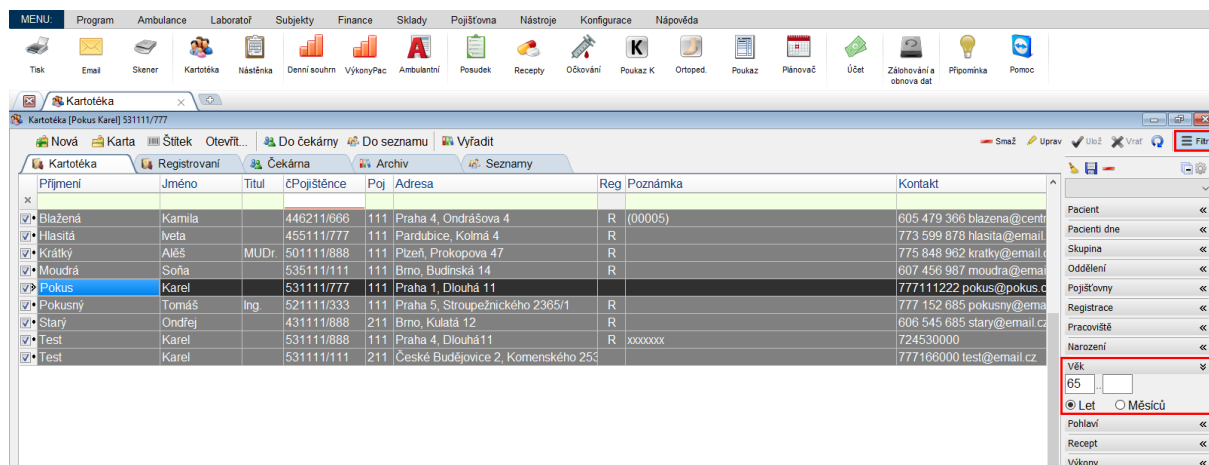 MENU: Program Ambulance Laboratoř Subjekty Finance Sklady Pojišťovna Nástroje Konfigurace Nápověda
Tisk Email Skener Kartotéka Nástěnka Denní souhrn VýkonyPac Ambulantní Posudek Recepty Očkování Poukaz K Ortoped. Poukaz Plánovač Účet Zálohování a obnova dat Připomínka Pomoc
Kartotéka
Kartotéka [Pokus Karel] 531111/777
Nová Karta Štítek Otevřít... Do čekárny Do seznamu Vyřadit Smaž Uprav Ulož Vrať Filtr
Kartotéka Registrovaní Čekárna Archiv Seznamy
Příjmení Jméno Titul čPojištěnce Poj Adresa Reg Poznámka Kontakt
Blažená Kamila 446211/666 111 Praha 4, Ondrášova 4 R (00005) 605 479 366 blazena@centr
Hlasitá Iveta 455111/777 111 Pardubice, Kolmá 4 R 773 599 878 hlasita@email.
Krátký Alěš MUDr. 501111/888 111 Plzeň, Prokopova 47 R 775 848 962 kratky@email.
Moudrá Soňa 535111/111 111 Brno, Budínská 14 R 607 456 987 moudra@emai
Pokus Karel 531111/777 111 Praha 1, Dlouhá 11 777111222 pokus@pokus.c
Pokusný Tomáš Ing. 521111/333 111 Praha 5, Stroupežnického 2365/1 R 777 152 685 pokusny@ema
Starý Ondřej 431111/888 211 Brno, Kulatá 12 R 606 545 685 stary@email.cz
Test Karel 531111/888 111 Praha 4, Dlouhá11 R xxxxxxx 724530000
Test Karel 531111/111 211 České Budějovice 2, Komenského 253 777166000 test@email.cz
Pacient
Pacienti dne
Skupina
Oddělení
Pojišťovny
Registrace
Pracoviště
Narození
Věk
65 ..
Let Měsíců
Pohlaví
Recept
Výkony